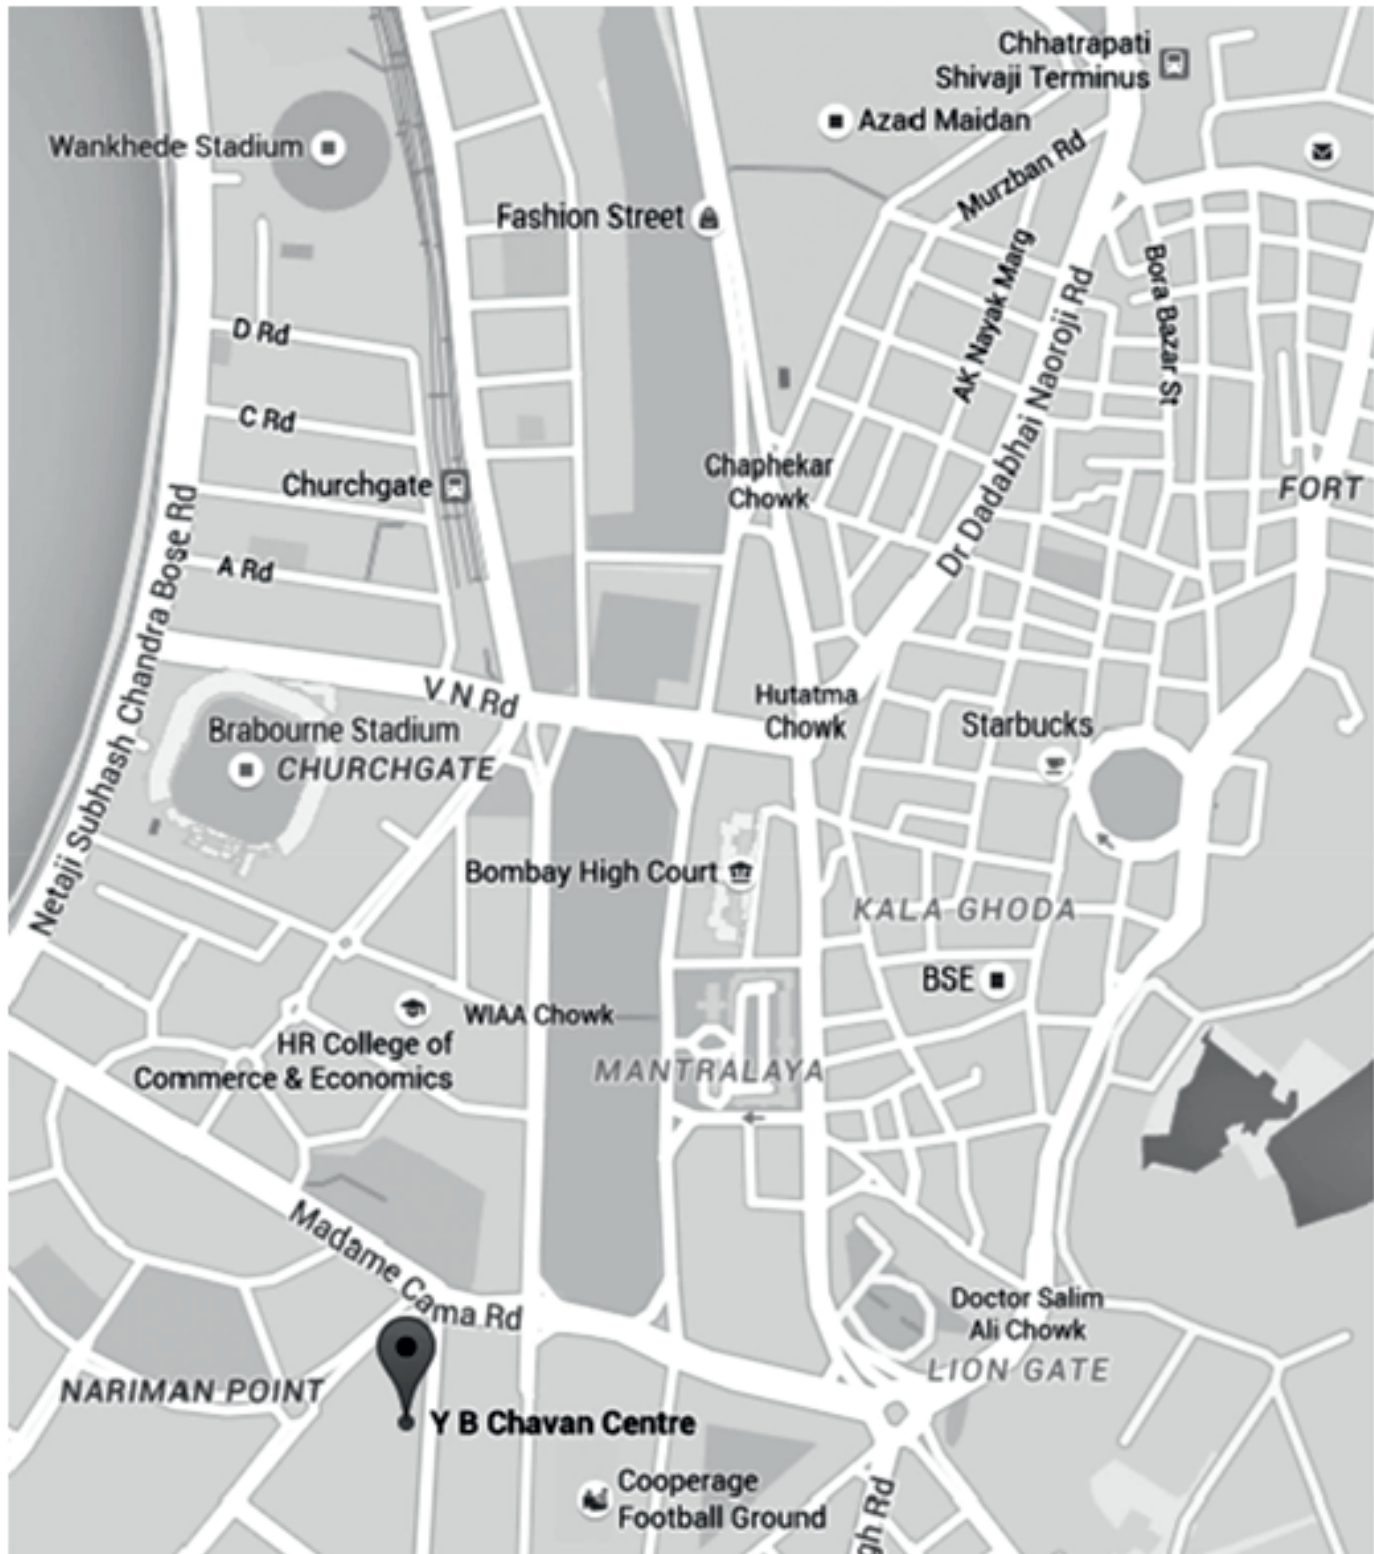 Chhatrapati
Shivaji Terminus
Azad Maidan
Wankhede Stadium
Murzban Rd
Fashion Street
AK Nayak Marg
Bora Bazar St
D Rd
Dr Dadabhai Naoroji Rd
C Rd
Chaphekar
Chowk
Churchgate
FORT
Netaji Subhash Chandra Bose Rd
A Rd
V N Rd
Hutatma
Chowk
Brabourne Stadium
Starbucks
CHURCHGATE
Bombay High Court
KALA GHODA
BSE
WIAA Chowk
HR College of
Commerce & Economics
MANTRALAYA
Madame Cama Rd
Doctor Salim
Ali Chowk
LION GATE
NARIMAN POINT
Y B Chavan Centre
Cooperage
Football Ground
gh Rd